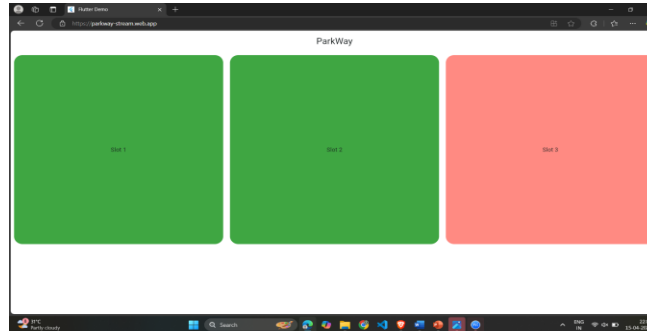 Flutter Demo
https://parkway-stream.web.app
ParkWay
Slot 1
Slot 2
Slot 3
31°C
Partly cloudy
Search
ENG
IN